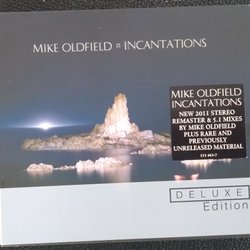 MIKE OLDFIELD = INCANTATIONS
MIKE OLDFIELD
INCANTATIONS
NEW 2011 STEREO
REMASTER & 5.1 MIXES
BY MIKE OLDFIELD
PLUS RARE AND
PREVIOUSLY
UNRELEASED MATERIAL
DELUXE
Edition